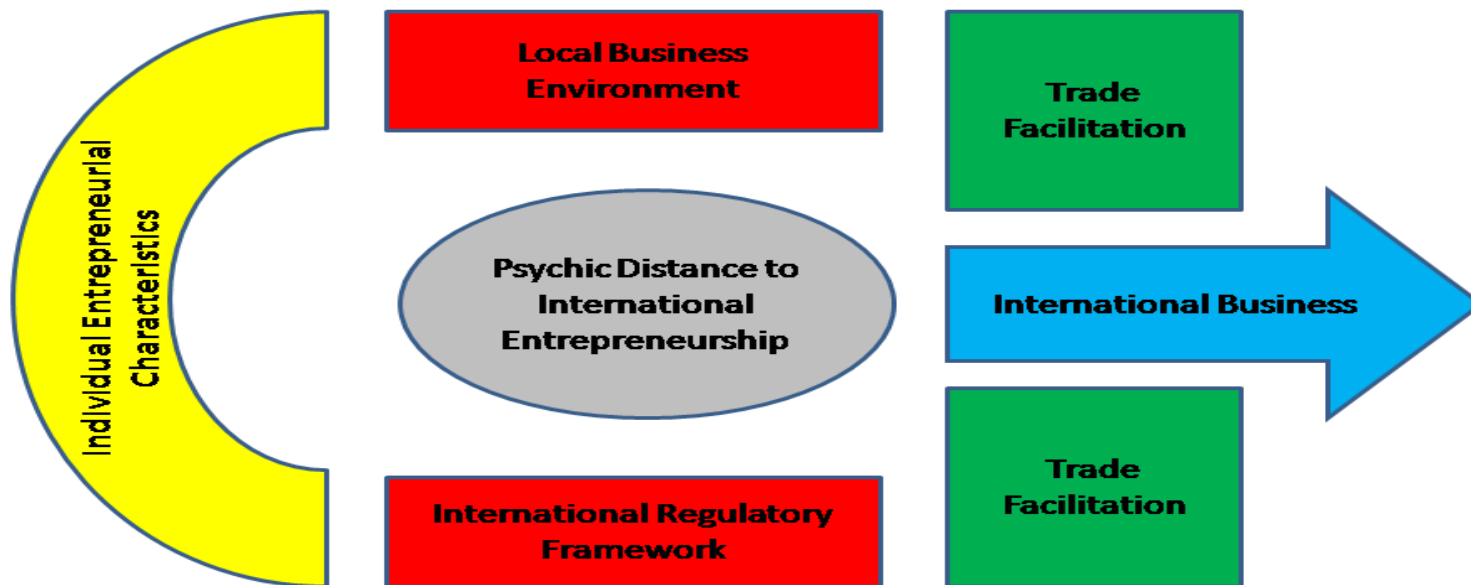 Individual Entrepreneurial
Characteristics
Local Business
Environment
Psychic Distance to
International
Entrepreneurship
International Regulatory
Framework
Trade
Facilitation
International Business
Trade
Facilitation